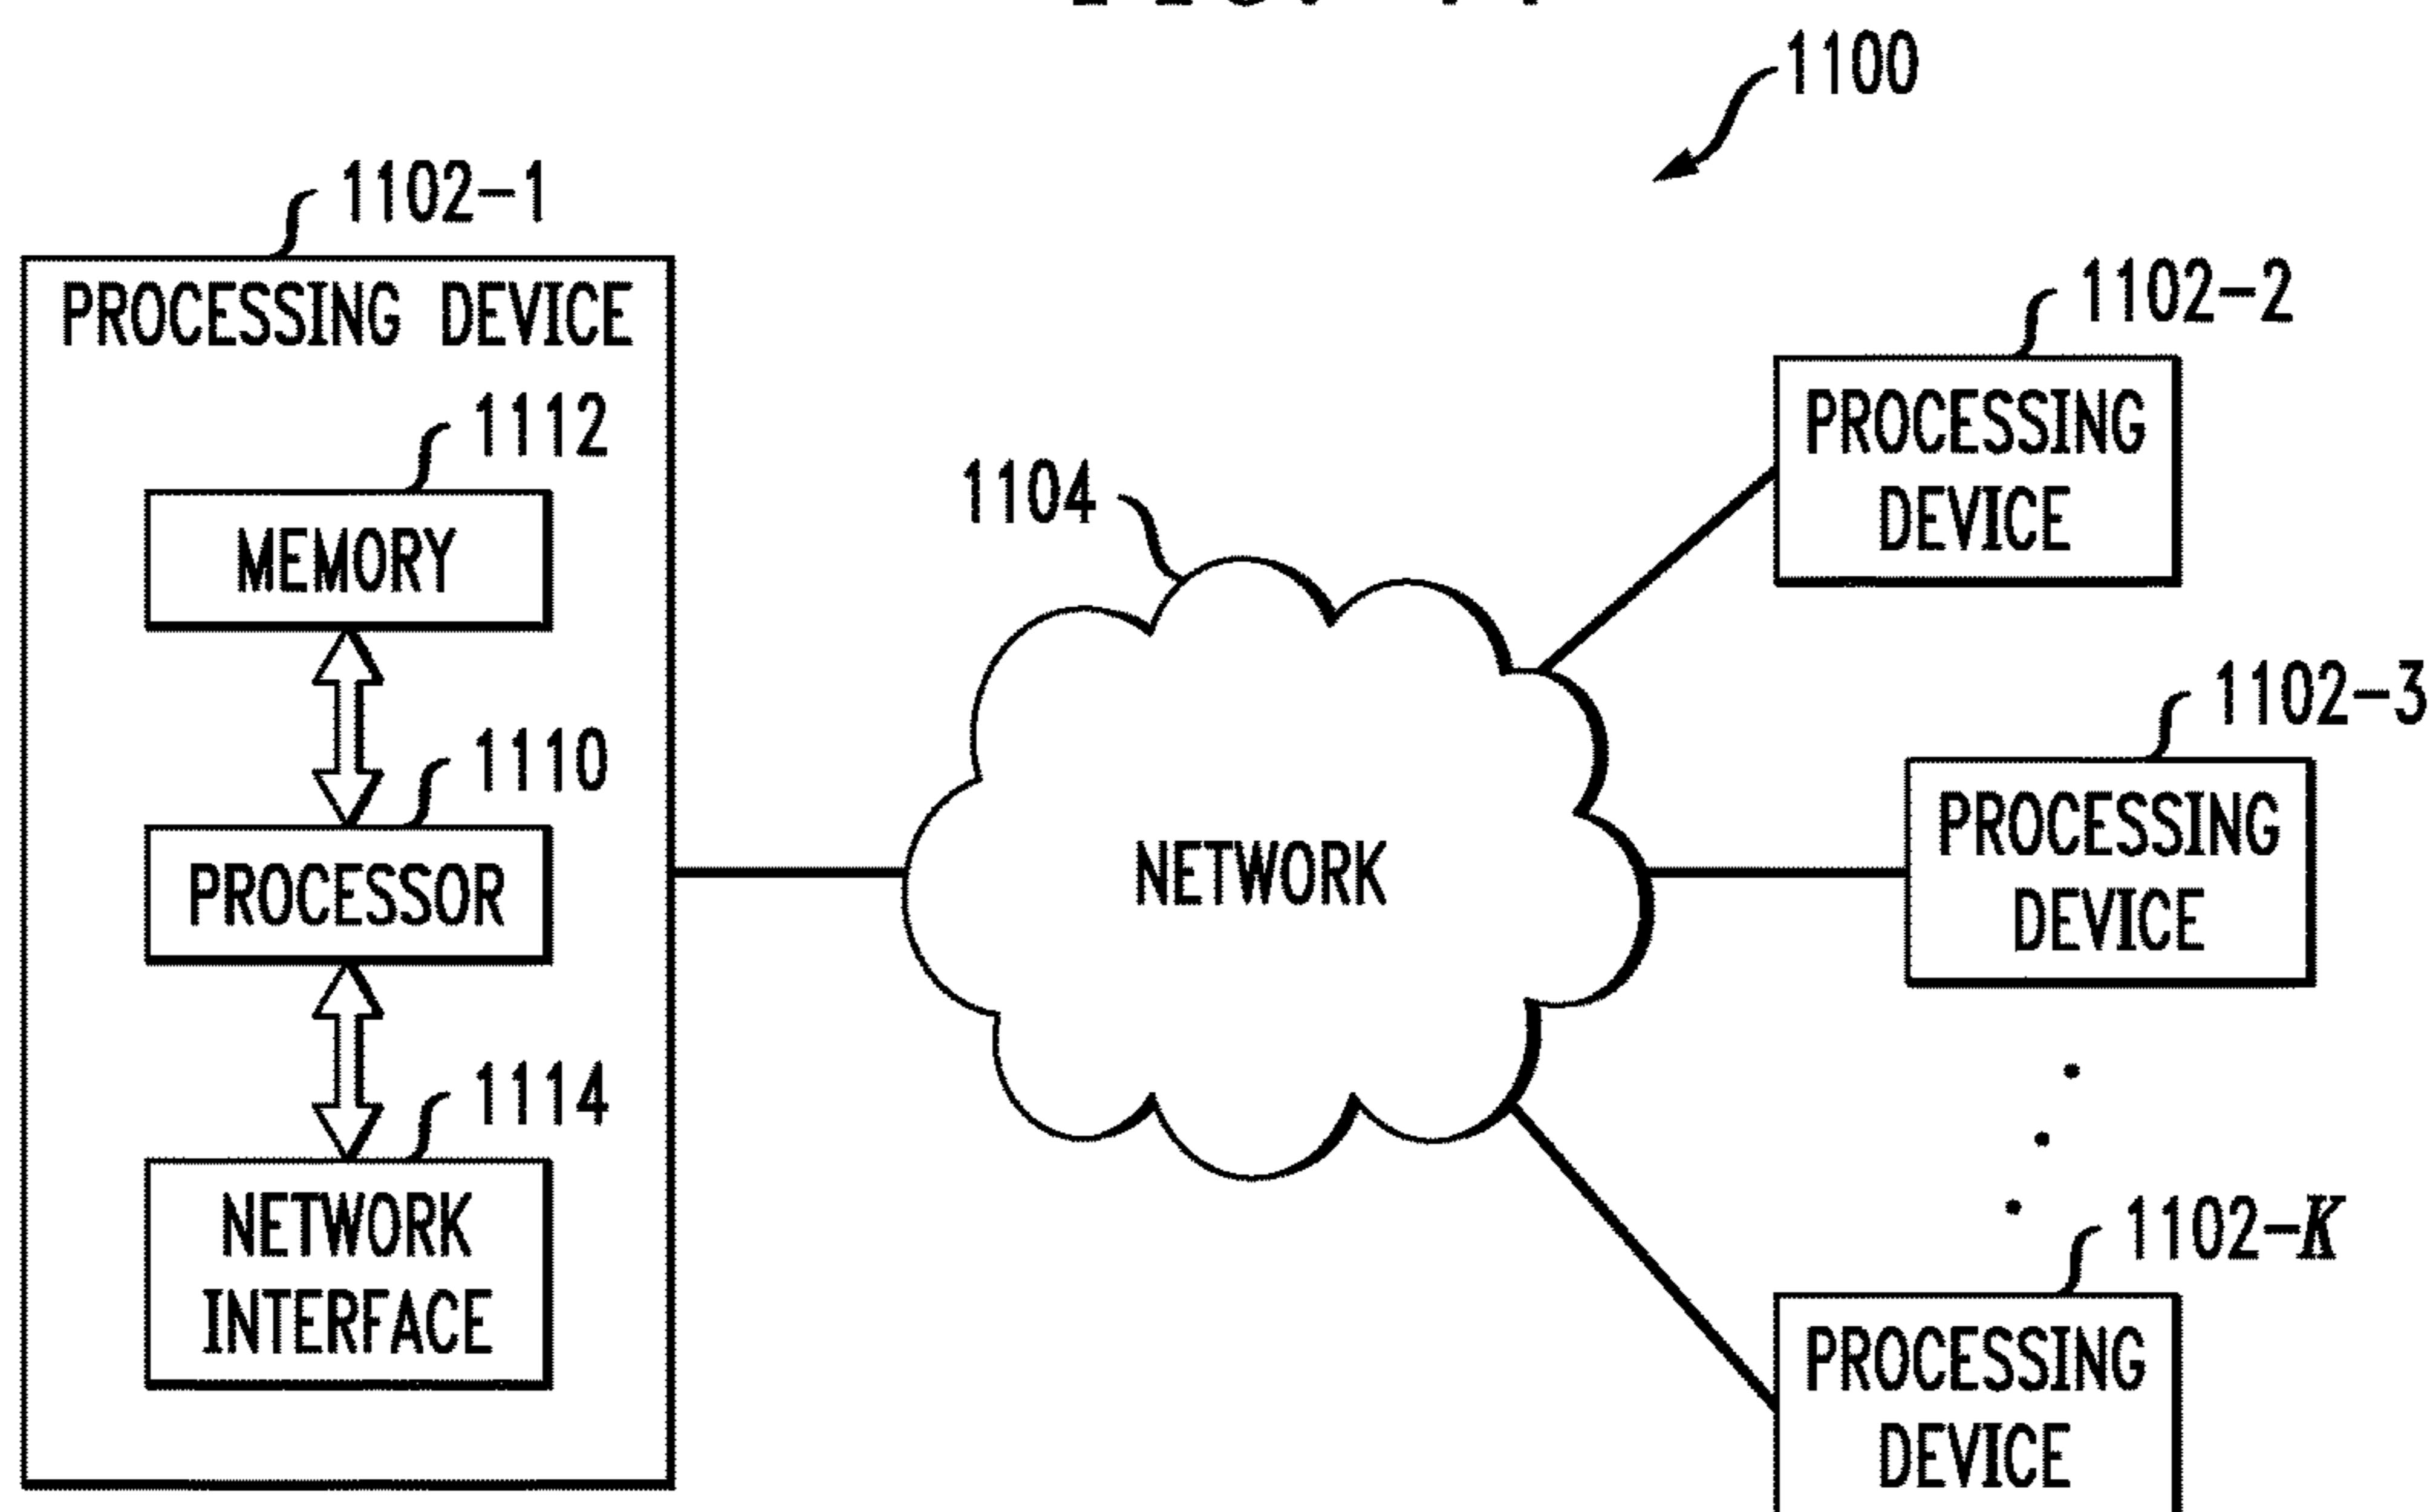 1100
1102-1
PROCESSING DEVICE
1112
MEMORY
1110
PROCESSOR
1114
NETWORK
INTERFACE
1104
NETWORK
1102-2
PROCESSING
DEVICE
1102-3
PROCESSING
DEVICE
1102-K
PROCESSING
DEVICE